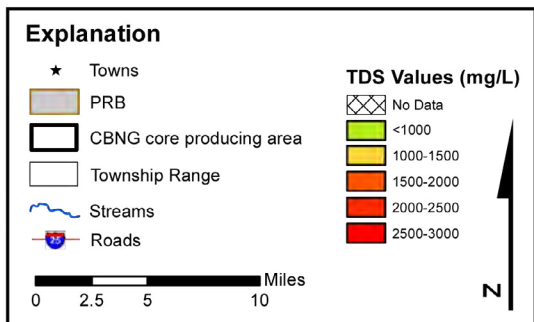 Explanation
Towns
PRB
CBNG core producing area
Township Range
Streams
25
Roads
Miles
0 2.5 5 10
TDS Values (mg/L)
No Data
<1000
1000-1500
1500-2000
2000-2500
2500-3000
N